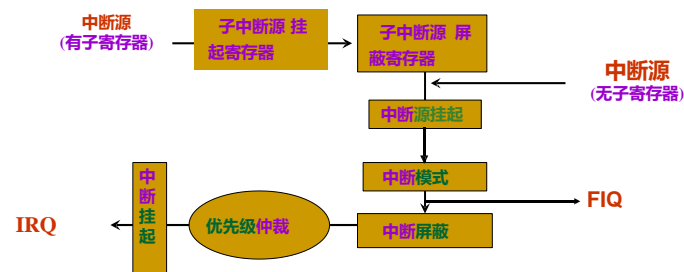 中断源
(有子寄存器)
子中断源 挂
起寄存器
子中断源 屏
蔽寄存器
中断源
(无子寄存器)
中断源挂起
中断模式
FIQ
中断屏蔽
优先级仲裁
中
断
挂
起
IRQ